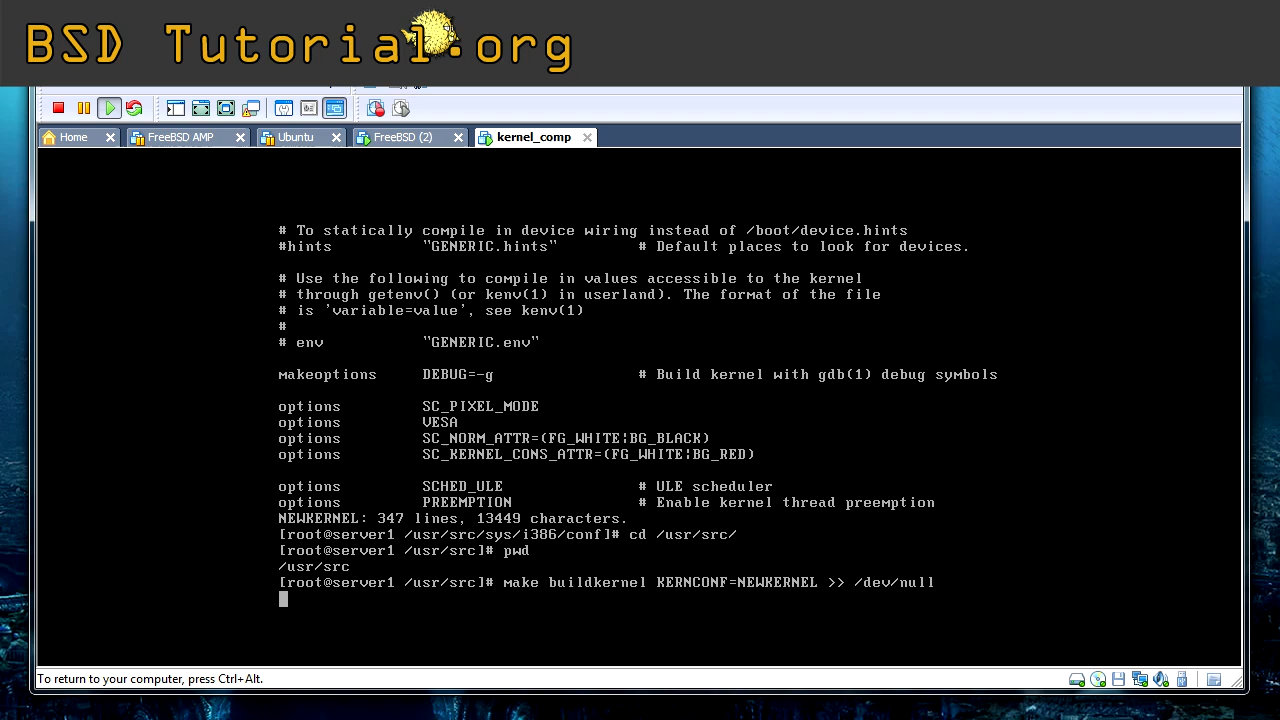 BSD Tutorial.org
Home
FreeBSD AMP
Ubuntu
FreeBSD (2)
kernel_comp
# To statically compile in device wiring instead of /boot/device.hints
#hints "GENERIC.hints" # Default places to look for devices.
# Use the following to compile in values accessible to the kernel
# through getenv() (or kenv(1) in userland). The format of the file
# is 'variable=value', see kenv(1)
#
# env "GENERIC.env"
makeoptions DEBUG=-g # Build kernel with gdb(1) debug symbols
options SC_PIXEL_MODE
options VESA
options SC_NORM_ATTR=(FG_WHITE|BG_BLACK)
options SC_KERNEL_CONS_ATTR=(FG_WHITE|BG_RED)
options SCHED_ULE # ULE scheduler
options PREEMPTION # Enable kernel thread preemption
NEWKERNEL: 347 lines, 13449 characters.
[root@server1 /usr/src/sys/i386/conf]# cd /usr/src/
[root@server1 /usr/src]# pwd
/usr/src
[root@server1 /usr/src]# make buildkernel KERNCONF=NEWKERNEL >> /dev/null
To return to your computer, press Ctrl+Alt.